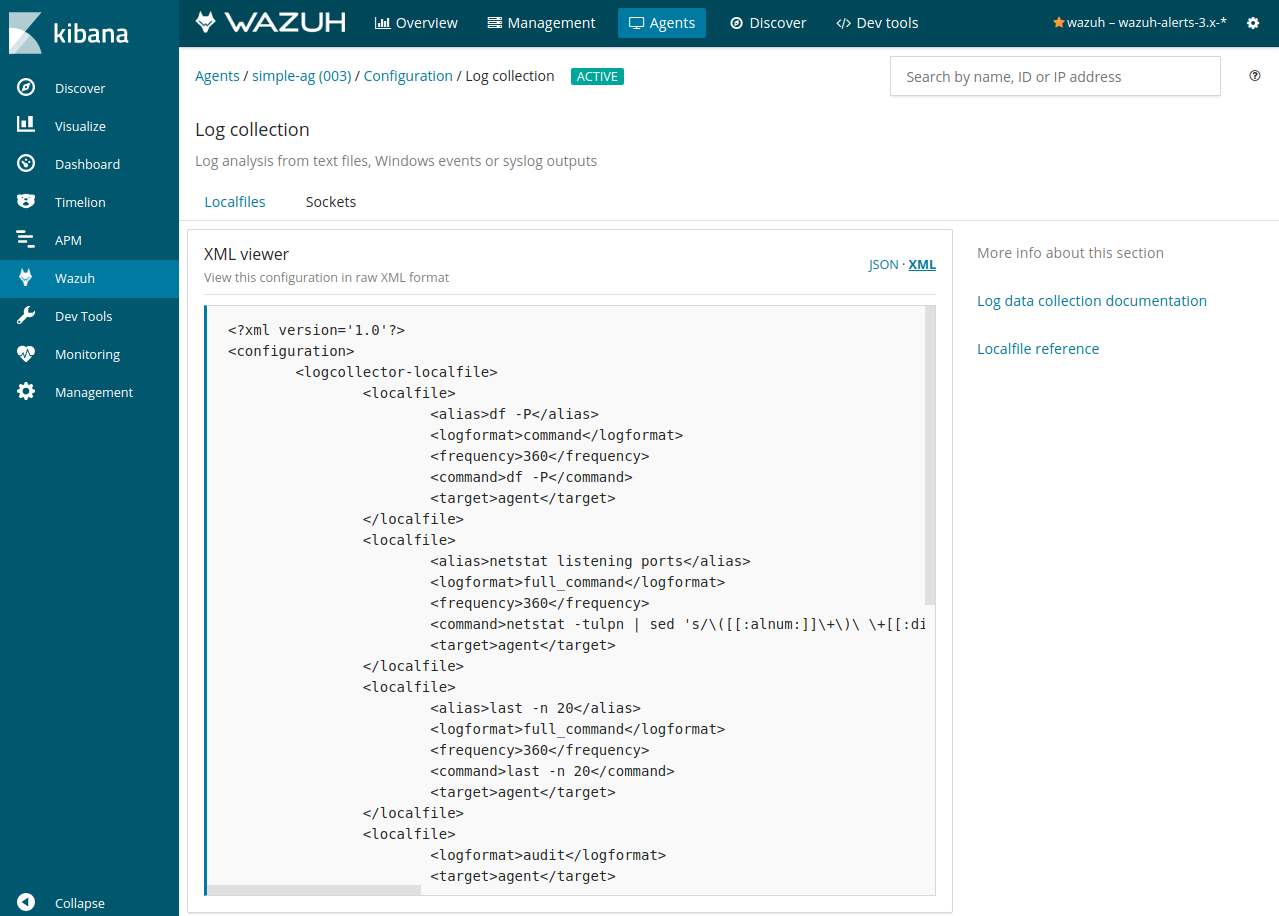 kibana
Discover
Visualize
Dashboard
Timelion
APM
Wazuh
Dev Tools
Monitoring
Management
Collapse
WAZUH Overview Management Agents Discover </> Dev tools wazuh – wazuh-alerts-3.x-*
Agents / simple-ag (003) / Configuration / Log collection ACTIVE Search by name, ID or IP address ?
Log collection
Log analysis from text files, Windows events or syslog outputs
Localfiles Sockets
XML viewer
View this configuration in raw XML format
JSON · XML
<?xml version='1.0'?>
<configuration>
<logcollector-localfile>
<localfile>
<alias>df -P</alias>
<logformat>command</logformat>
<frequency>360</frequency>
<command>df -P</command>
<target>agent</target>
</localfile>
<localfile>
<alias>netstat listening ports</alias>
<logformat>full_command</logformat>
<frequency>360</frequency>
<command>netstat -tulpn | sed 's/\([[:alnum:]]\+\)\ \+[[:di
<target>agent</target>
</localfile>
<localfile>
<alias>last -n 20</alias>
<logformat>full_command</logformat>
<frequency>360</frequency>
<command>last -n 20</command>
<target>agent</target>
</localfile>
<localfile>
<logformat>audit</logformat>
<target>agent</target>
More info about this section
Log data collection documentation
Localfile reference